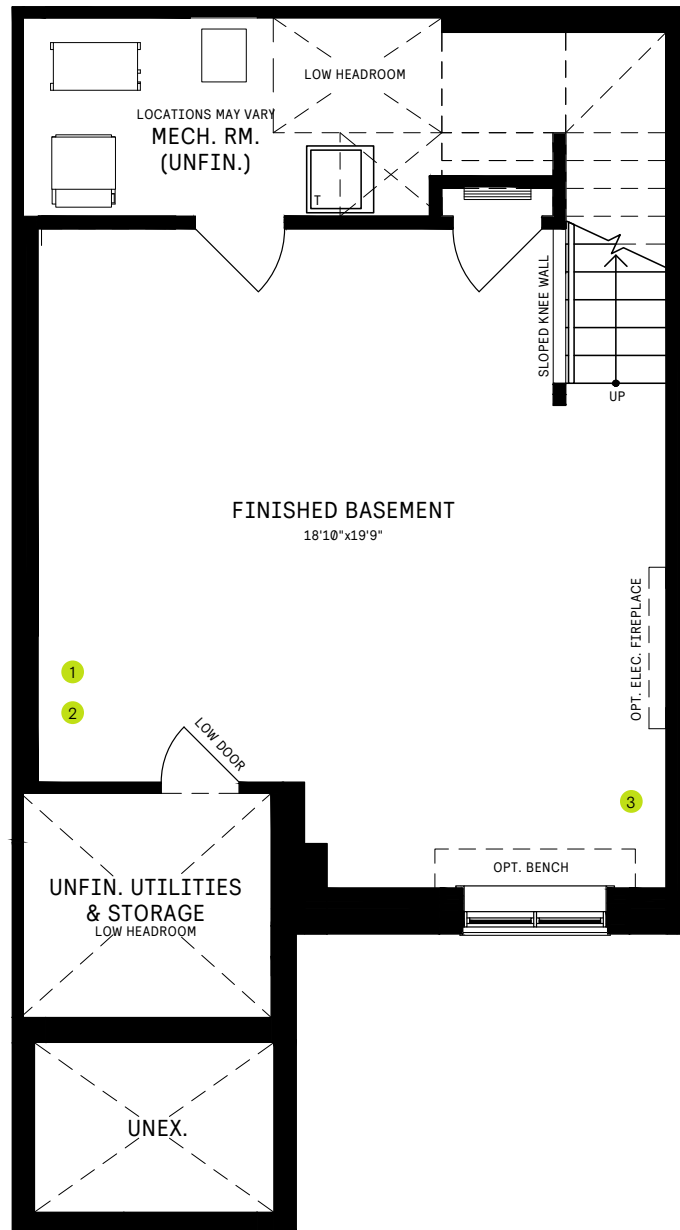 LOW HEADROOM
LOCATIONS MAY VARY
MECH. RM.
(UNFIN.)
T
SLOPED KNEE WALL
UP
FINISHED BASEMENT
18'10"x19'9"
OPT. ELEC. FIREPLACE
1
2
LOW DOOR
3
OPT. BENCH
UNFIN. UTILITIES
& STORAGE
LOW HEADROOM
UNEX.